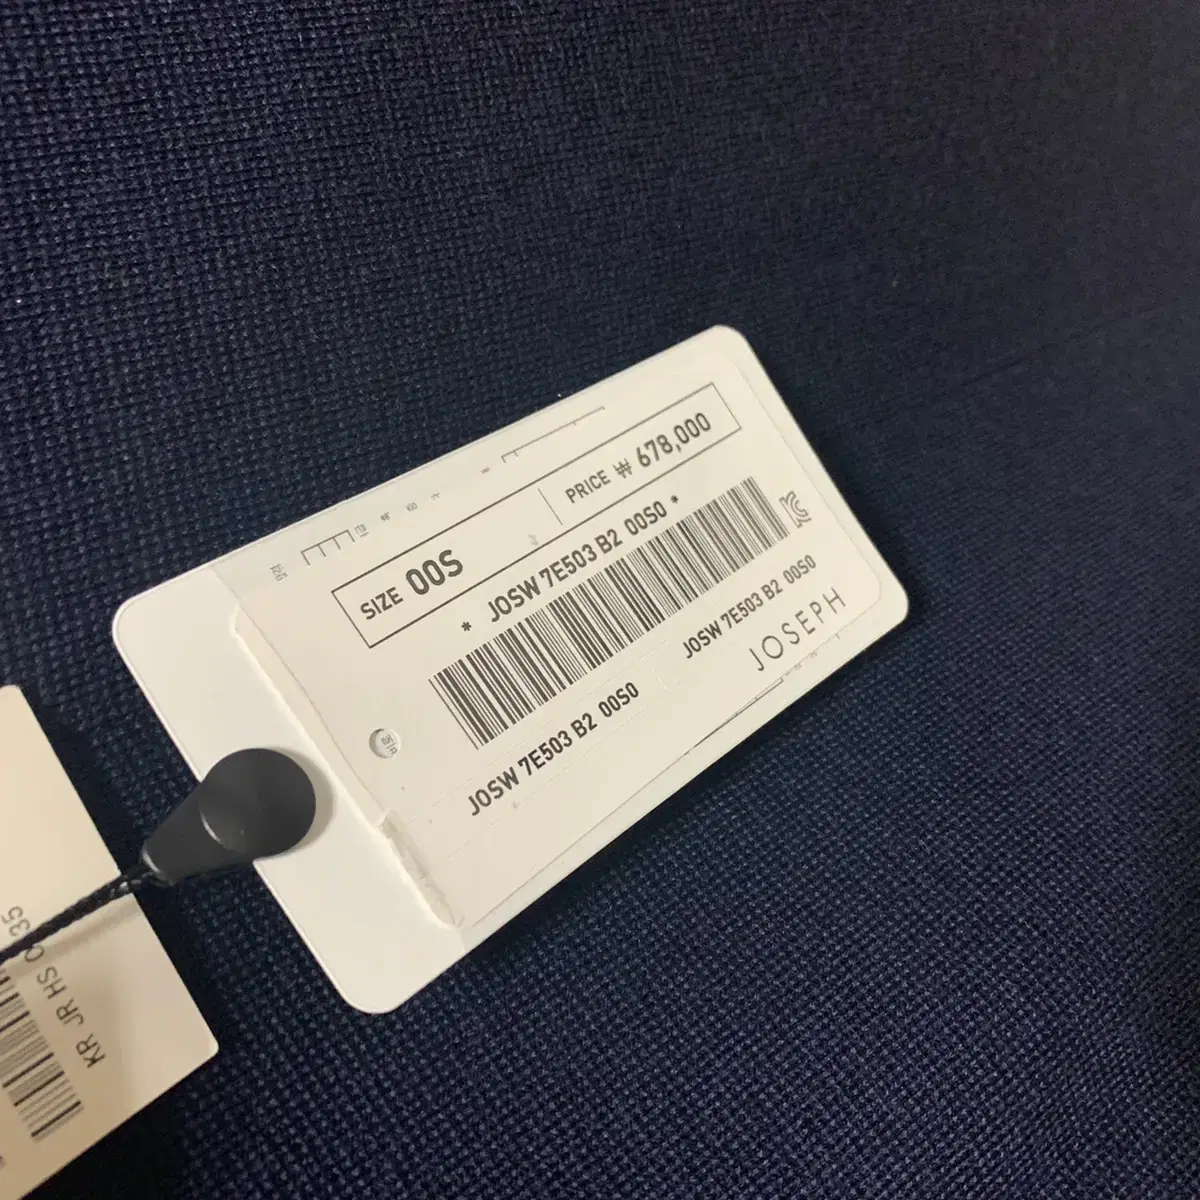 SIZE 00S
PRICE ₩ 678,000
* JOSW 7E503 B2 00S0 *
JOSW 7E503 B2 00S0
JOSW 7E503 B2 00S0
JOSEPH
KR JR HS
35